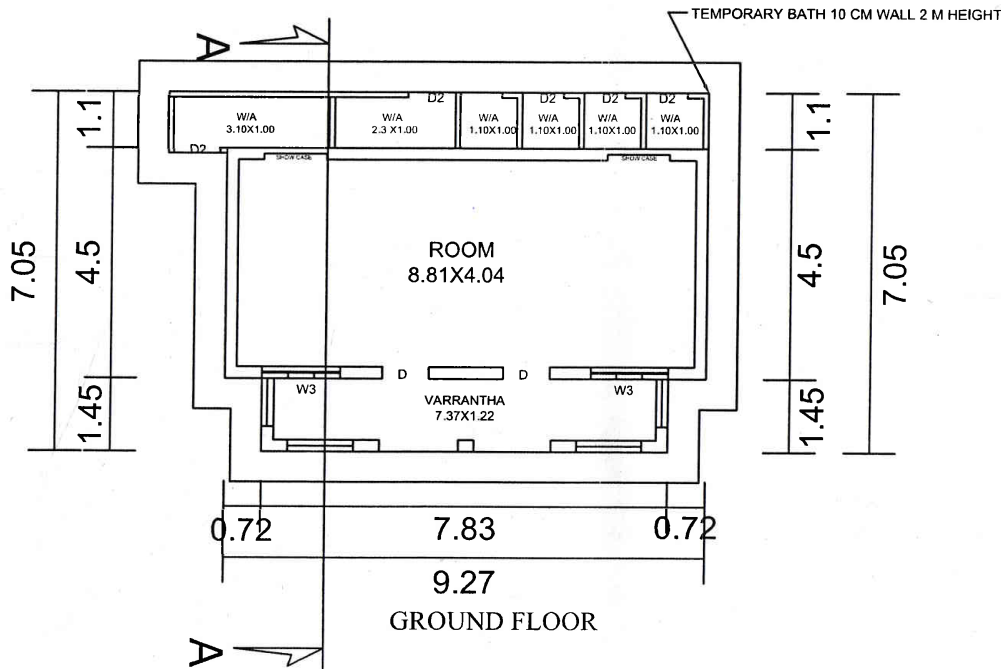 TEMPORARY BATH 10 CM WALL 2 M HEIGHT
A
D2
D2
D2
D2
W/A
3.10X1.00
W/A
2.3 X1.00
W/A
1.10X1.00
W/A
1.10X1.00
W/A
1.10X1.00
W/A
1.10X1.00
D2
SHOW CASE
SHOW CASE
1.1
1.1
7.05
4.5
ROOM
8.81X4.04
4.5
7.05
D
D
W3
W3
VARRANTHA
7.37X1.22
1.45
1.45
0.72
7.83
0.72
9.27
GROUND FLOOR
A